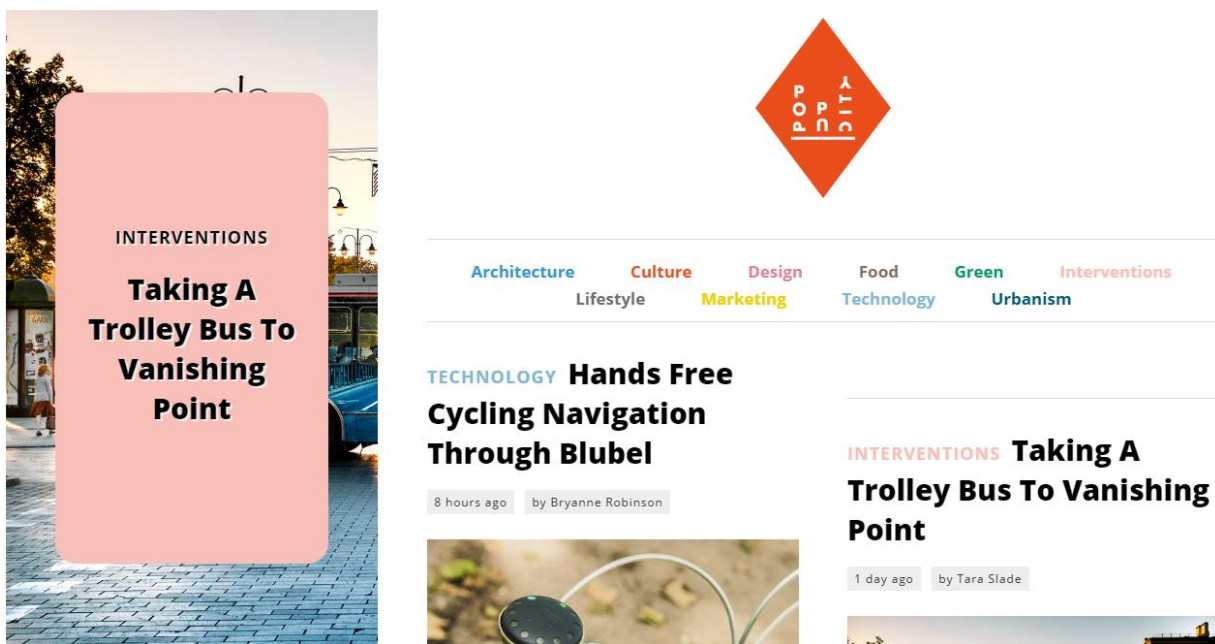 INTERVENTIONS
Taking A
Trolley Bus To
Vanishing
Point
POP
UP
CITY
Architecture Culture Design Food Green Interventions
Lifestyle Marketing Technology Urbanism
TECHNOLOGY Hands Free
Cycling Navigation
Through Blubel
8 hours ago by Bryanne Robinson
INTERVENTIONS Taking A
Trolley Bus To Vanishing
Point
1 day ago by Tara Slade